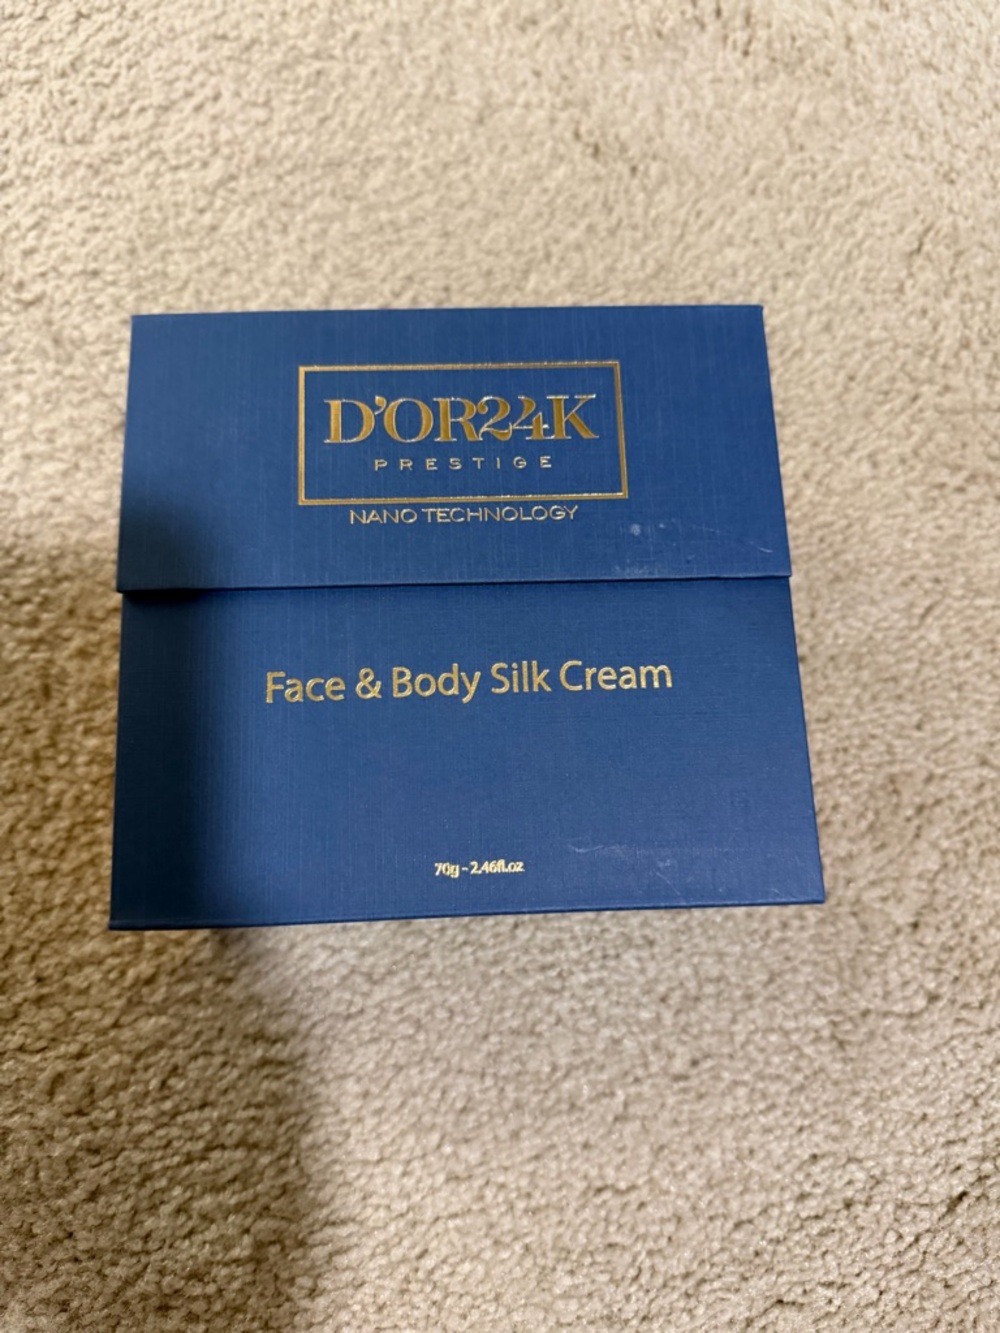 D'OR24K
PRESTIGE
NANO TECHNOLOGY
Face & Body Silk Cream
70g - 2.46fl.oz